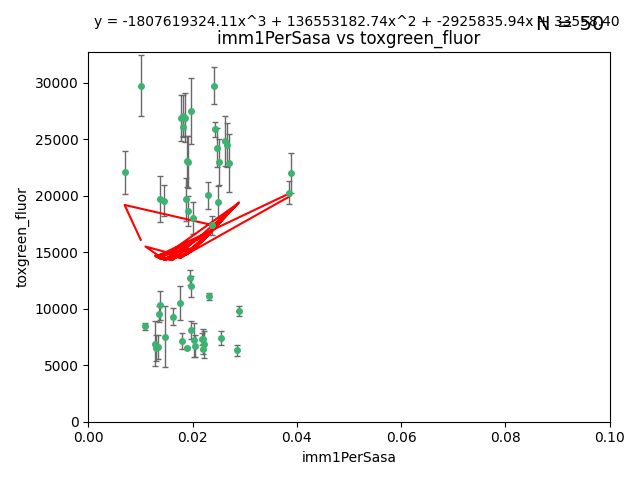 y = -1807619324.11x^3 + 136553182.74x^2 + -2925835.94x + 33558.40
N = 50
imm1PerSasa vs toxgreen_fluor
30000
25000
20000
15000
10000
5000
0
toxgreen_fluor
0.00 0.02 0.04 0.06 0.08 0.10
imm1PerSasa